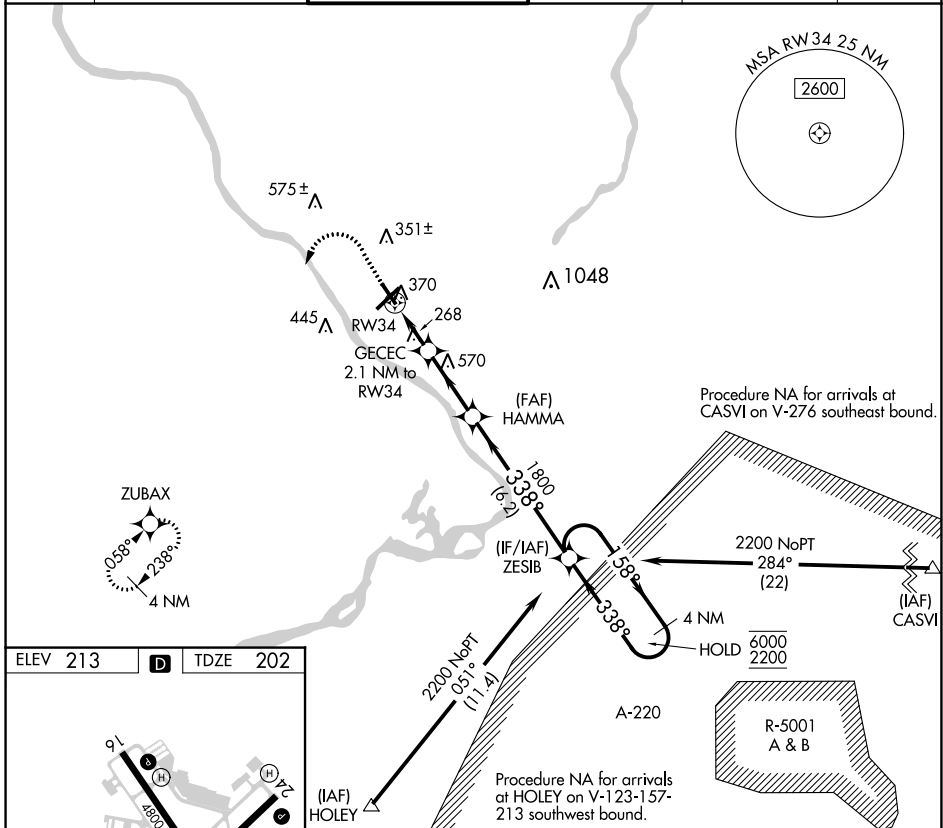 MSA RW34 25 NM
2600
575±
351±
370
1048
445
RW34
268
GECEC
2.1 NM to
RW34
570
(FAF)
HAMMA
Procedure NA for arrivals at
CASVI on V-276 southeast bound.
1800
338°
(6.2)
ZUBAX
058°
238°
4 NM
(IF/IAF)
ZESIB
158°
338°
2200 NoPT
284°
(22)
(IAF)
CASVI
4 NM
HOLD
6000
2200
2200 NoPT
051°
(11.4)
A-220
R-5001
A & B
(IAF)
HOLEY
Procedure NA for arrivals
at HOLEY on V-123-157-
213 southwest bound.
ELEV 213
D
TDZE 202
16
P
H
4800
H
24
P